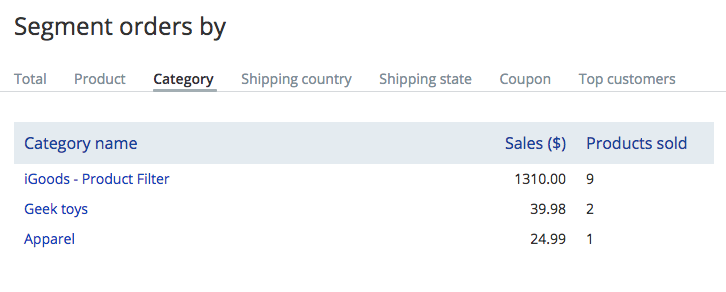 Segment orders by
Total Product Category Shipping country Shipping state Coupon Top customers
Category name Sales ($) Products sold
iGoods - Product Filter 1310.00 9
Geek toys 39.98 2
Apparel 24.99 1